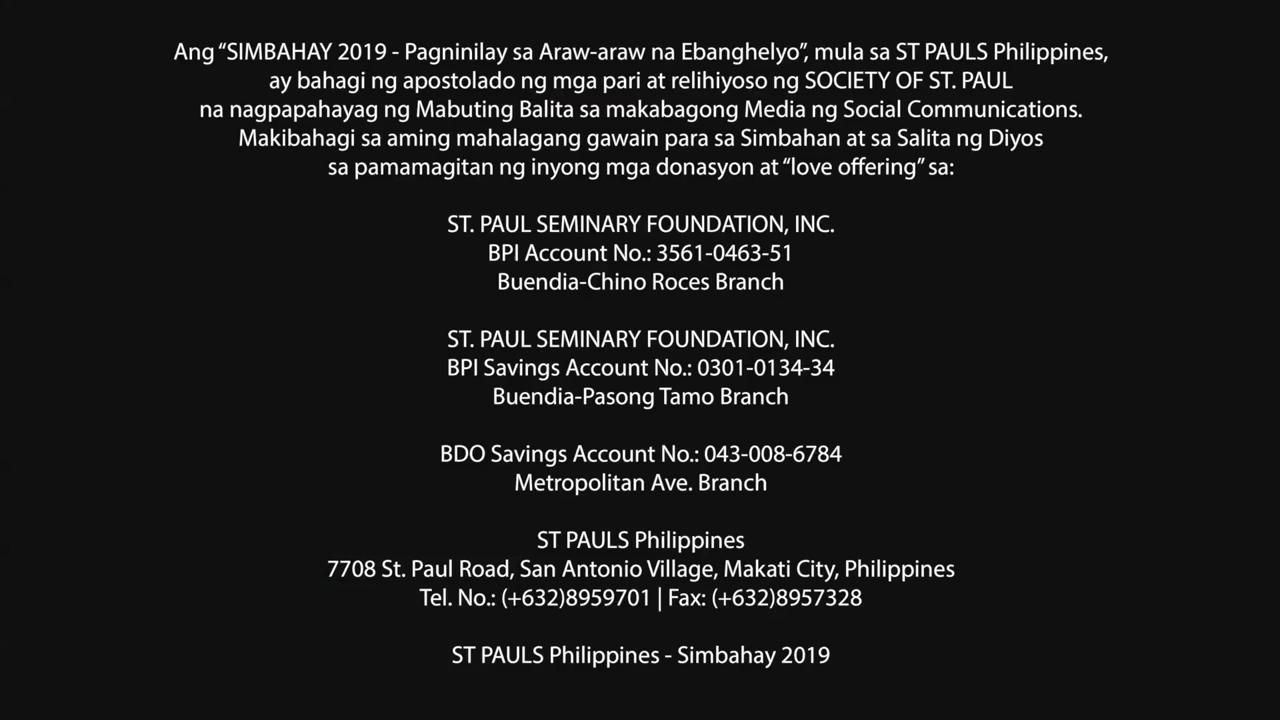 Ang “SIMBAHAY 2019 - Pagninilay sa Araw-araw na Ebanghelyo”, mula sa ST PAULS Philippines,
ay bahagi ng apostolado ng mga pari at relihiyoso ng SOCIETY OF ST. PAUL
na nagpapahayag ng Mabuting Balita sa makabagong Media ng Social Communications.
Makibahagi sa aming mahalagang gawain para sa Simbahan at sa Salita ng Diyos
sa pamamagitan ng inyong mga donasyon at “love offering” sa:
ST. PAUL SEMINARY FOUNDATION, INC.
BPI Account No.: 3561-0463-51
Buendia-Chino Roces Branch
ST. PAUL SEMINARY FOUNDATION, INC.
BPI Savings Account No.: 0301-0134-34
Buendia-Pasong Tamo Branch
BDO Savings Account No.: 043-008-6784
Metropolitan Ave. Branch
ST PAULS Philippines
7708 St. Paul Road, San Antonio Village, Makati City, Philippines
Tel. No.: (+632)8959701 | Fax: (+632)8957328
ST PAULS Philippines - Simbahay 2019